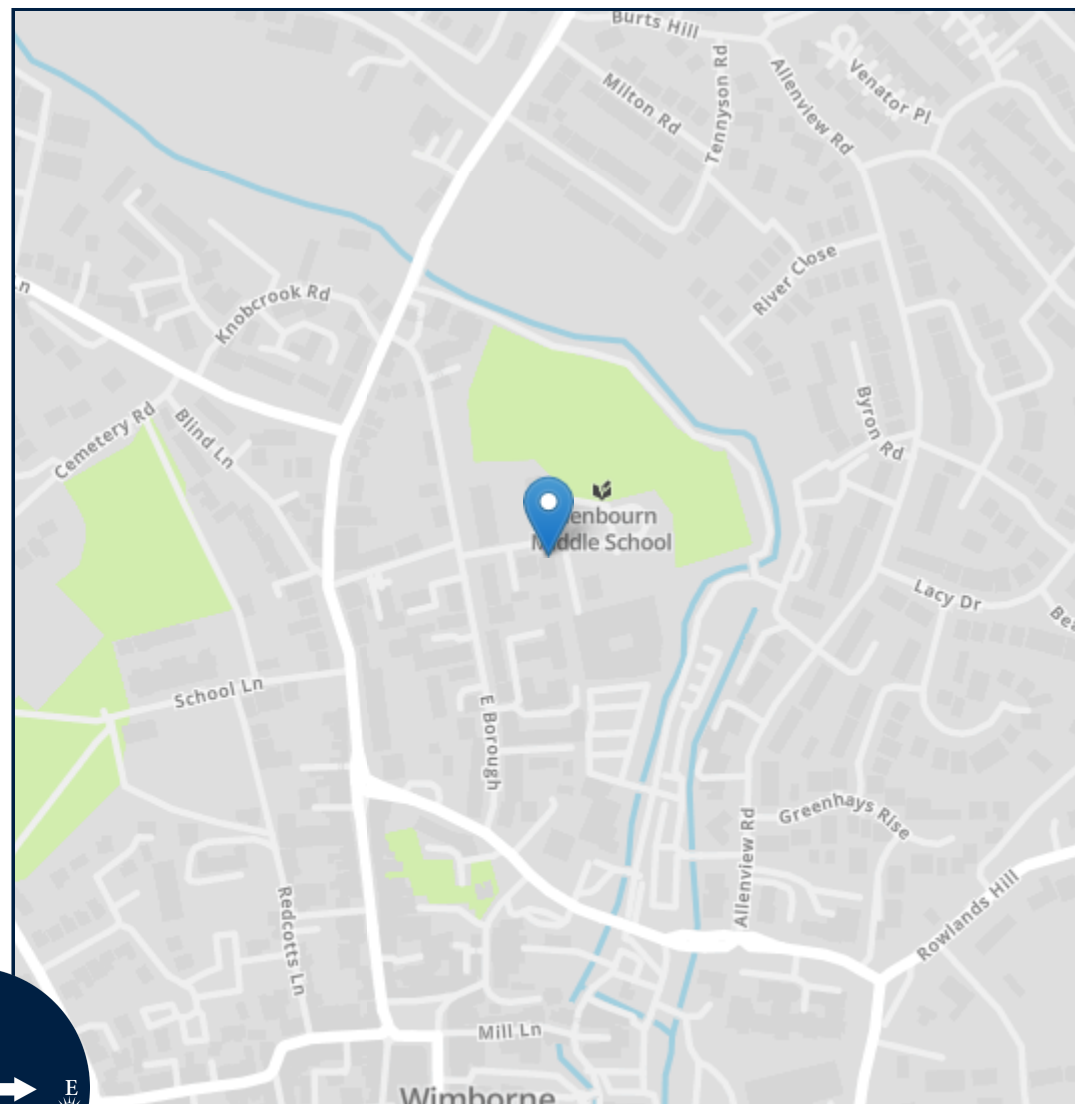 Burts Hill
Venator Pl
Allenview Rd
Tennyson Rd
Milton Rd
River Close
Ln
Knobcrook Rd
Byron Rd
Cemetery Rd
Blind Ln
enbourn
Middle School
Lacy Dr
School Ln
E Borough
Greenhays Rise
Allenview Rd
Rowlands Hill
Redcotts Ln
Mill Ln
Wimborne
E